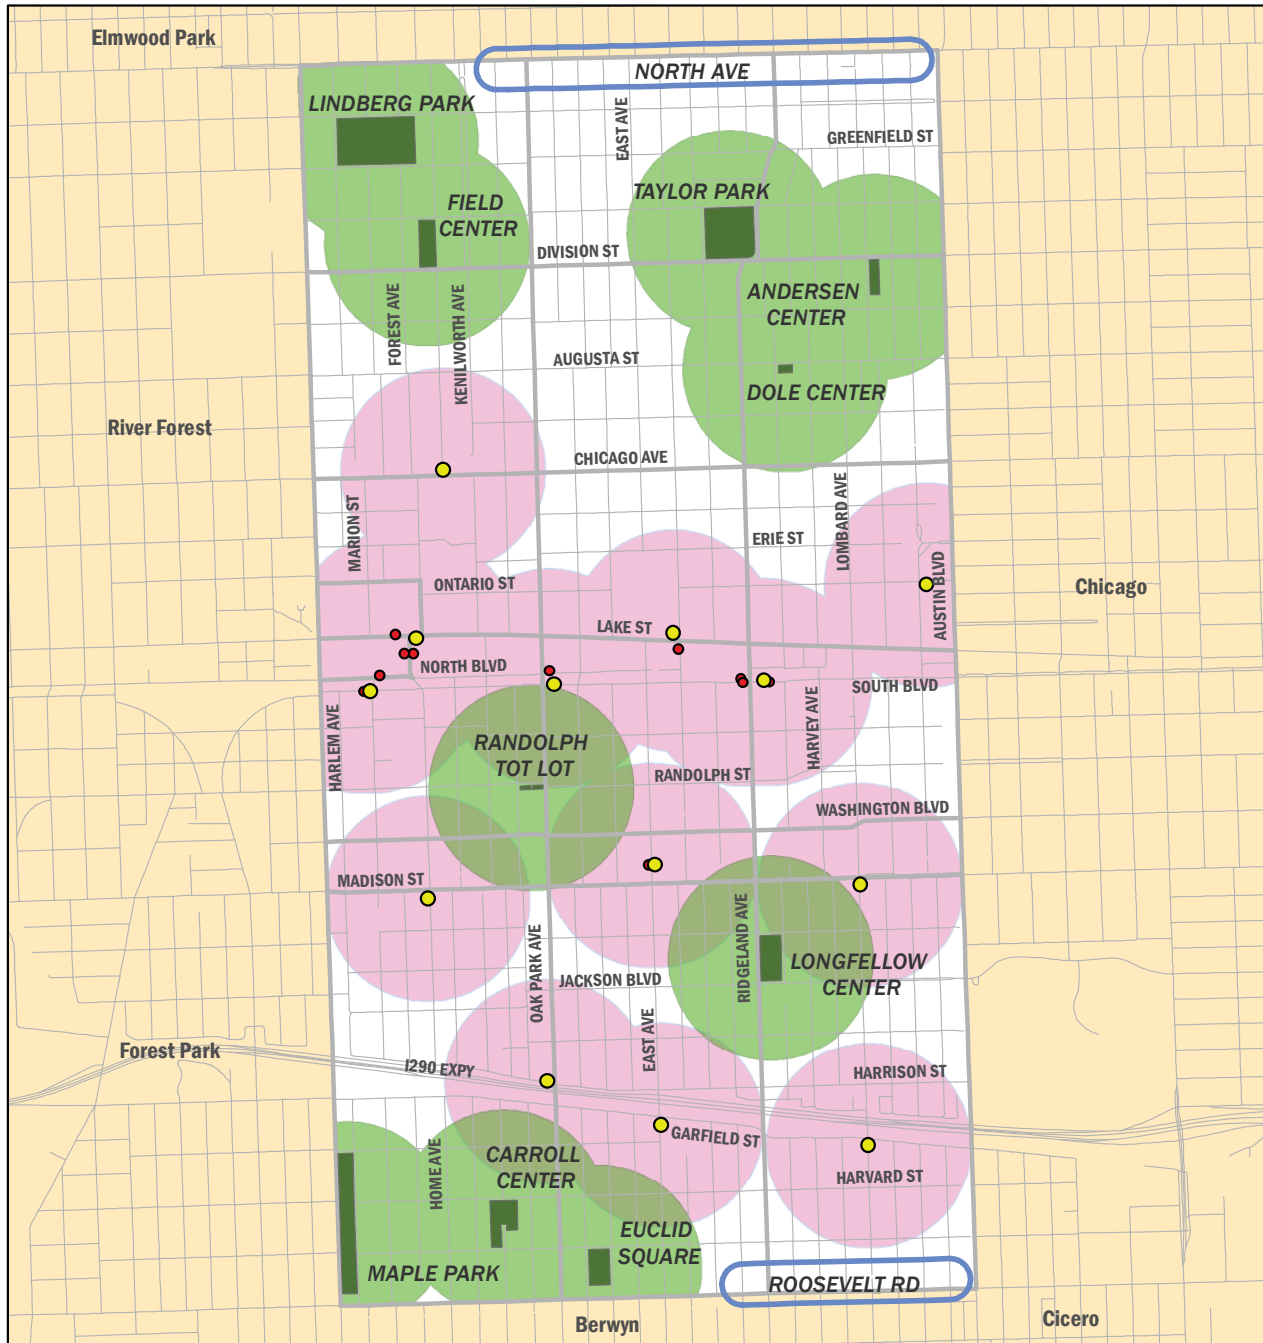 Elmwood Park
NORTH AVE
LINDBERG PARK
EAST AVE
GREENFIELD ST
TAYLOR PARK
FIELD
CENTER
DIVISION ST
ANDERSEN
CENTER
FOREST AVE
KENILWORTH AVE
AUGUSTA ST
DOLE CENTER
River Forest
CHICAGO AVE
MARION ST
LOMBARD AVE
ERIE ST
ONTARIO ST
AUSTIN BLVD
Chicago
LAKE ST
NORTH BLVD
SOUTH BLVD
HARLEM AVE
HARVEY AVE
RANDOLPH
TOT LOT
RANDOLPH ST
WASHINGTON BLVD
MADISON ST
OAK PARK AVE
RIDGELAND AVE
LONGFELLOW
CENTER
JACKSON BLVD
EAST AVE
Forest Park
I290 EXPY
HARRISON ST
GARFIELD ST
HOME AVE
CARROLL
CENTER
HARVARD ST
EUCLID
SQUARE
MAPLE PARK
ROOSEVELT RD
Berwyn
Cicero